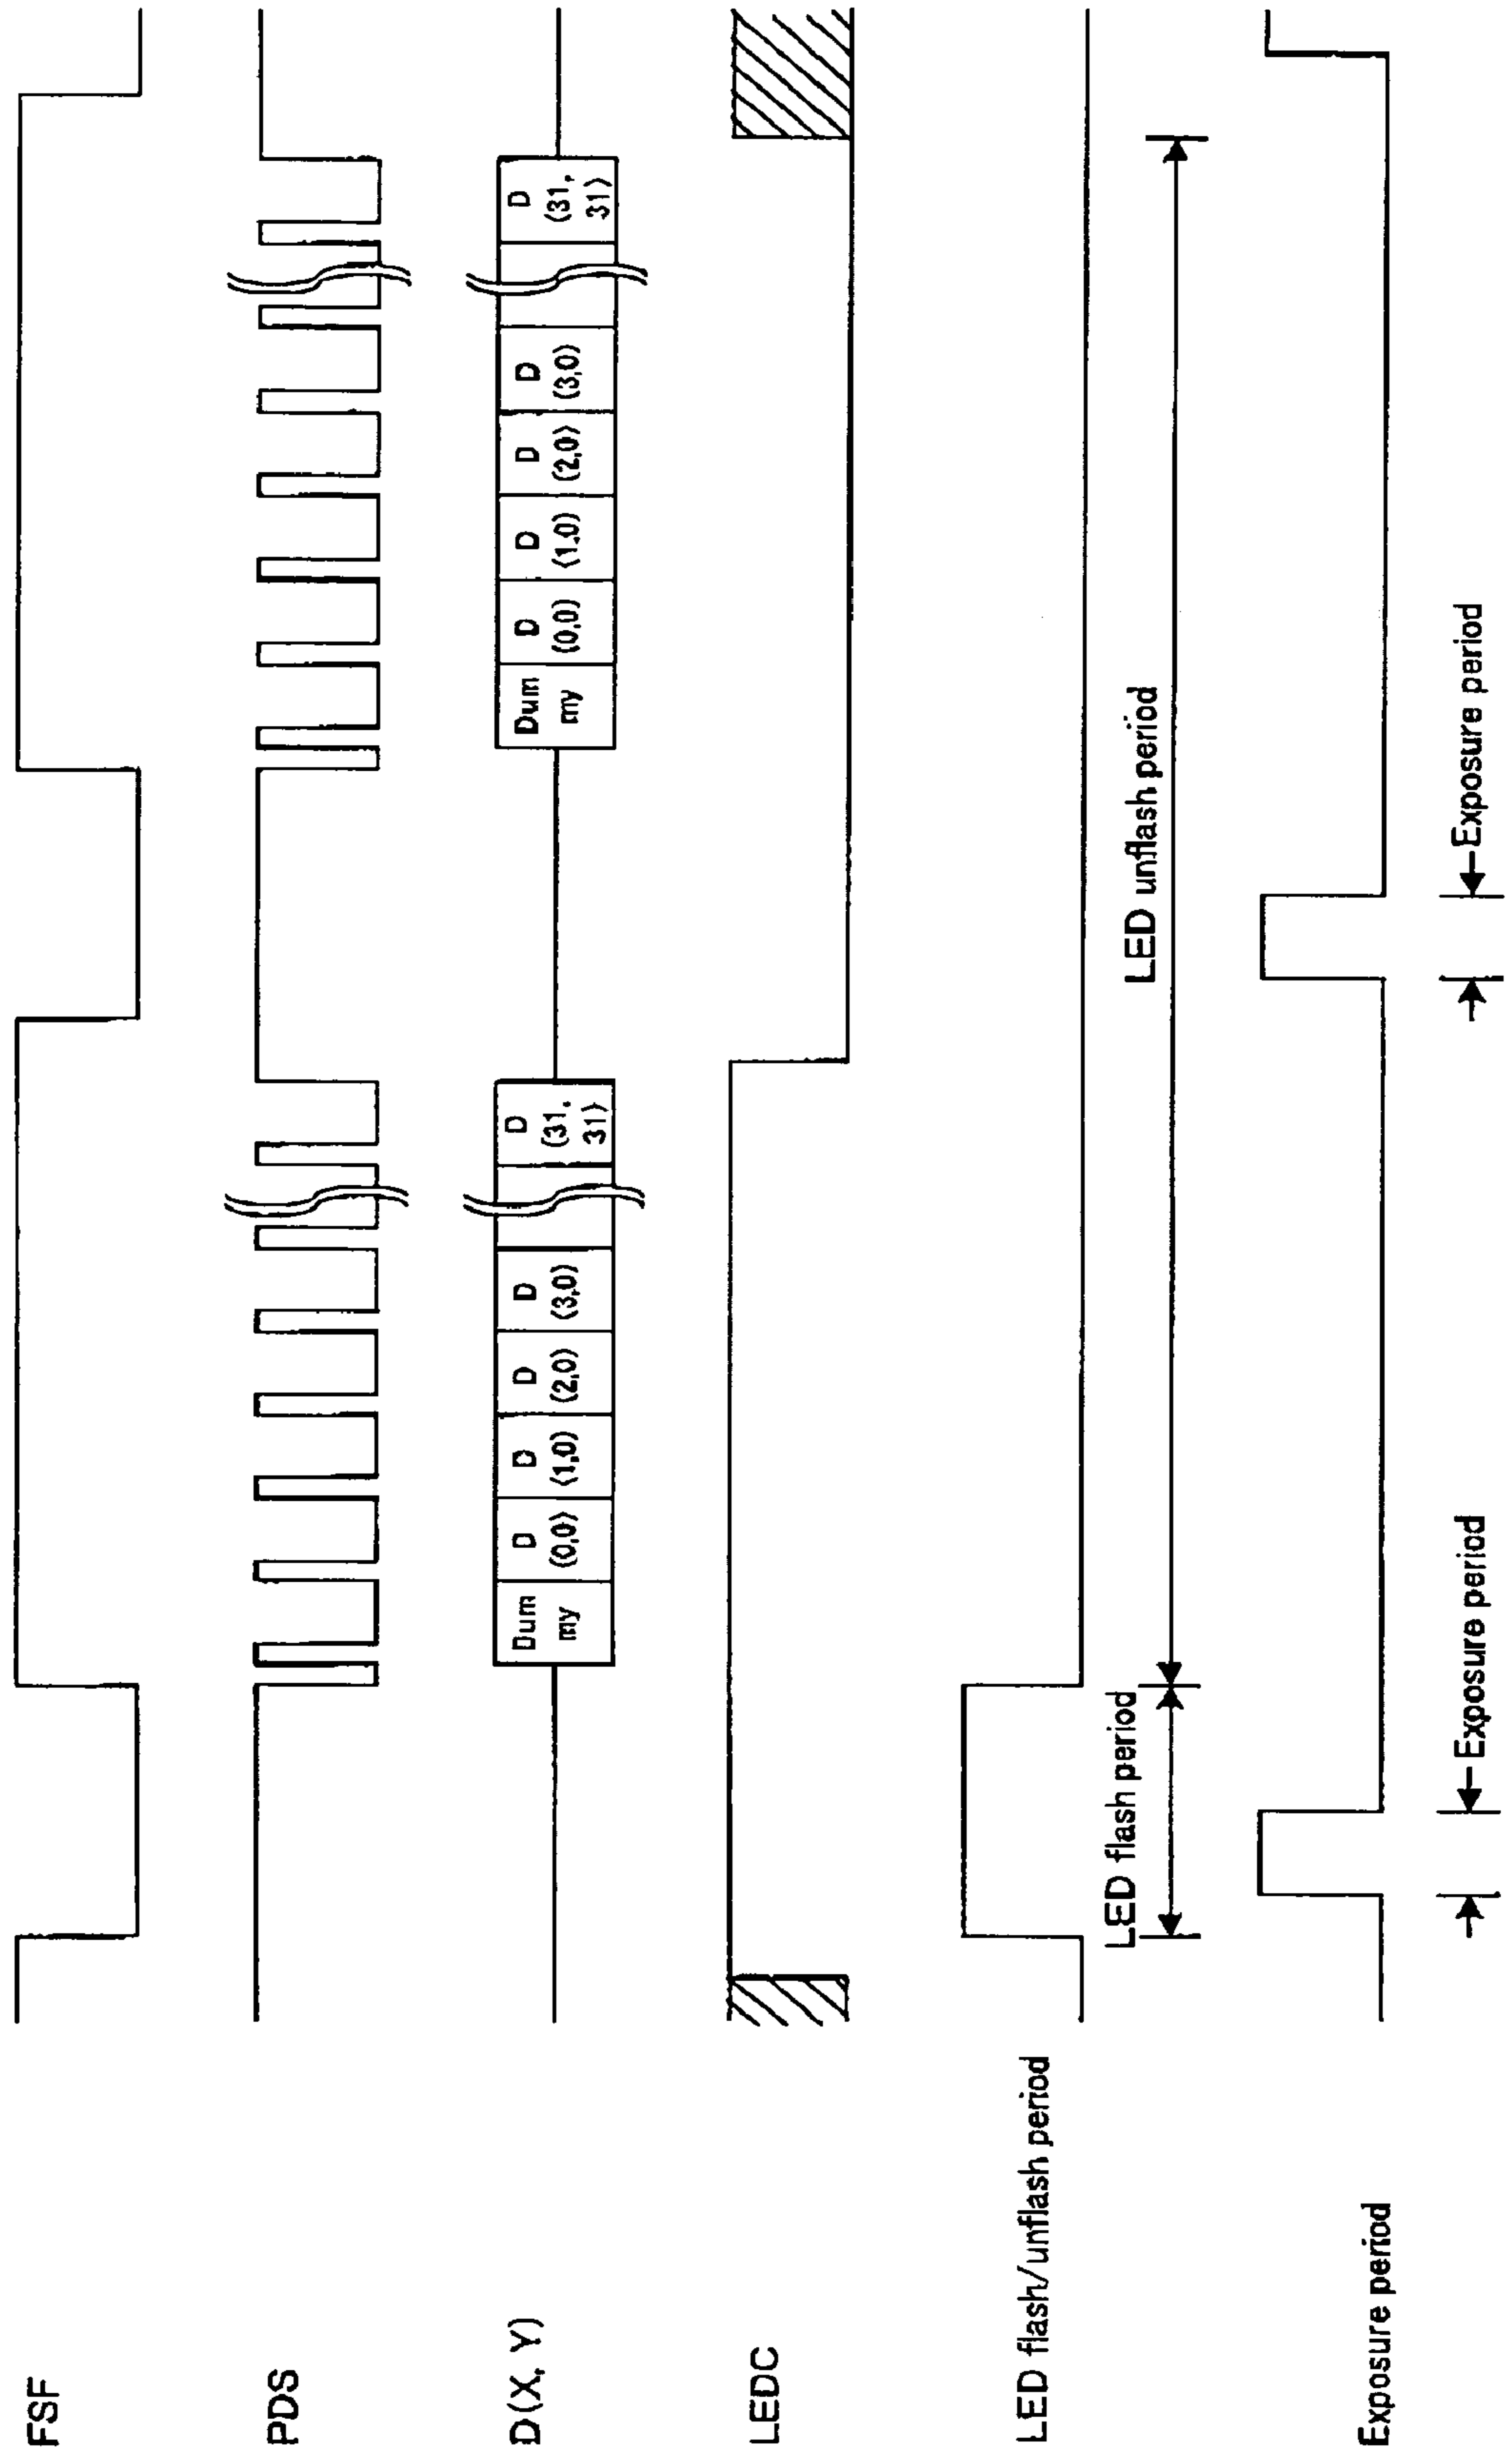 FSF
PDS
D(X, Y)
Dum
my
D
(0,0)
D
(1,0)
D
(2,0)
D
(3,0)
D
(31,
31)
Dum
my
D
(0,0)
D
(1,0)
D
(2,0)
D
(3,0)
D
(31,
31)
LEDC
LED flash/unflash period
LED flash period
LED unflash period
Exposure period
Exposure period
Exposure period